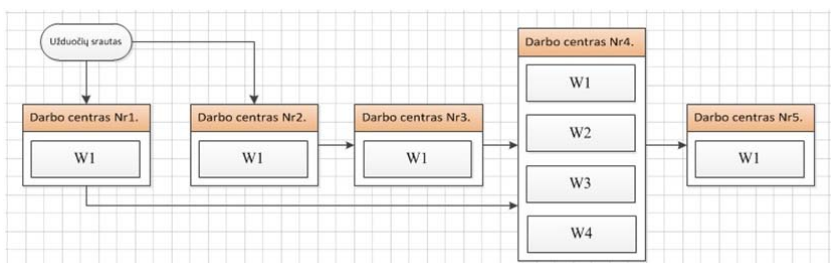 Užduočių srautas
Darbo centras Nr1.
W1
Darbo centras Nr2.
W1
Darbo centras Nr3.
W1
Darbo centras Nr4.
W1
W2
W3
W4
Darbo centras Nr5.
W1